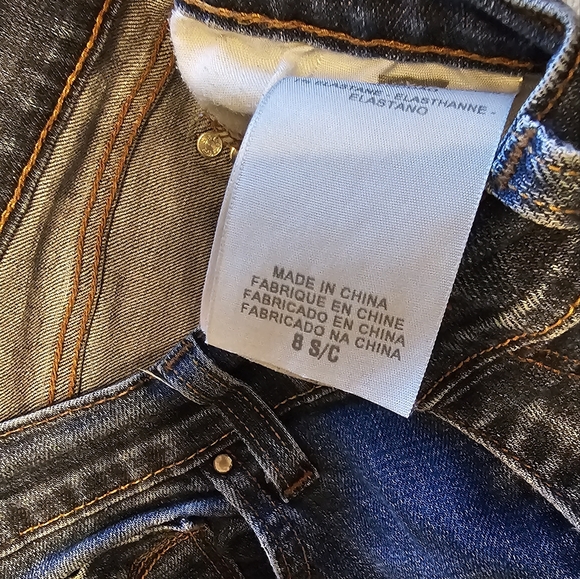 ELASTANE - ELASTHANNE -
ELASTANO
MADE IN CHINA
FABRIQUE EN CHINE
FABRICADO EN CHINA
FABRICADO NA CHINA
8 S/C